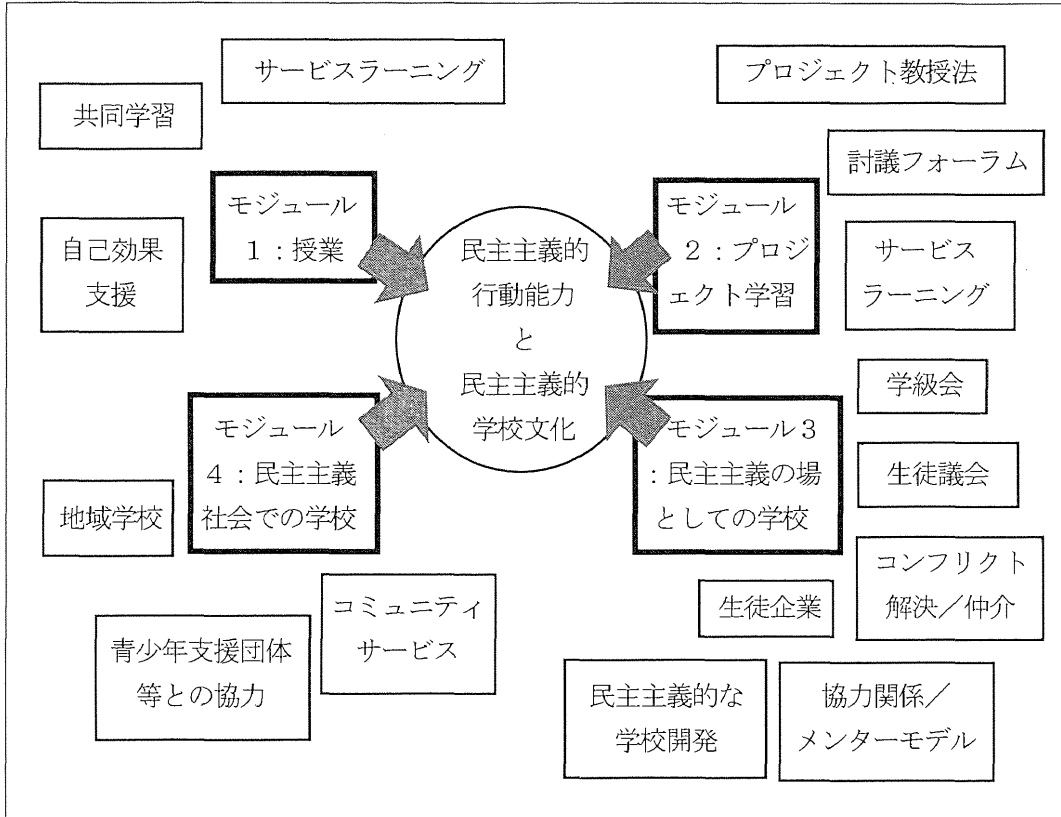 サービスラーニング
共同学習
自己効果
支援
モジュール
1：授業
プロジェクト教授法
討議フォーラム
モジュール
2：プロジ
ェクト学習
サービス
ラーニング
民主主義的
行動能力
と
民主主義的
学校文化
モジュール
4：民主主義
社会での学校
地域学校
青少年支援団体
等との協力
コミュニティ
サービス
モジュール3
：民主主義の場
としての学校
学級会
生徒議会
コンフリクト
解決／仲介
生徒企業
民主主義的な
学校開発
協力関係／
メンターモデル